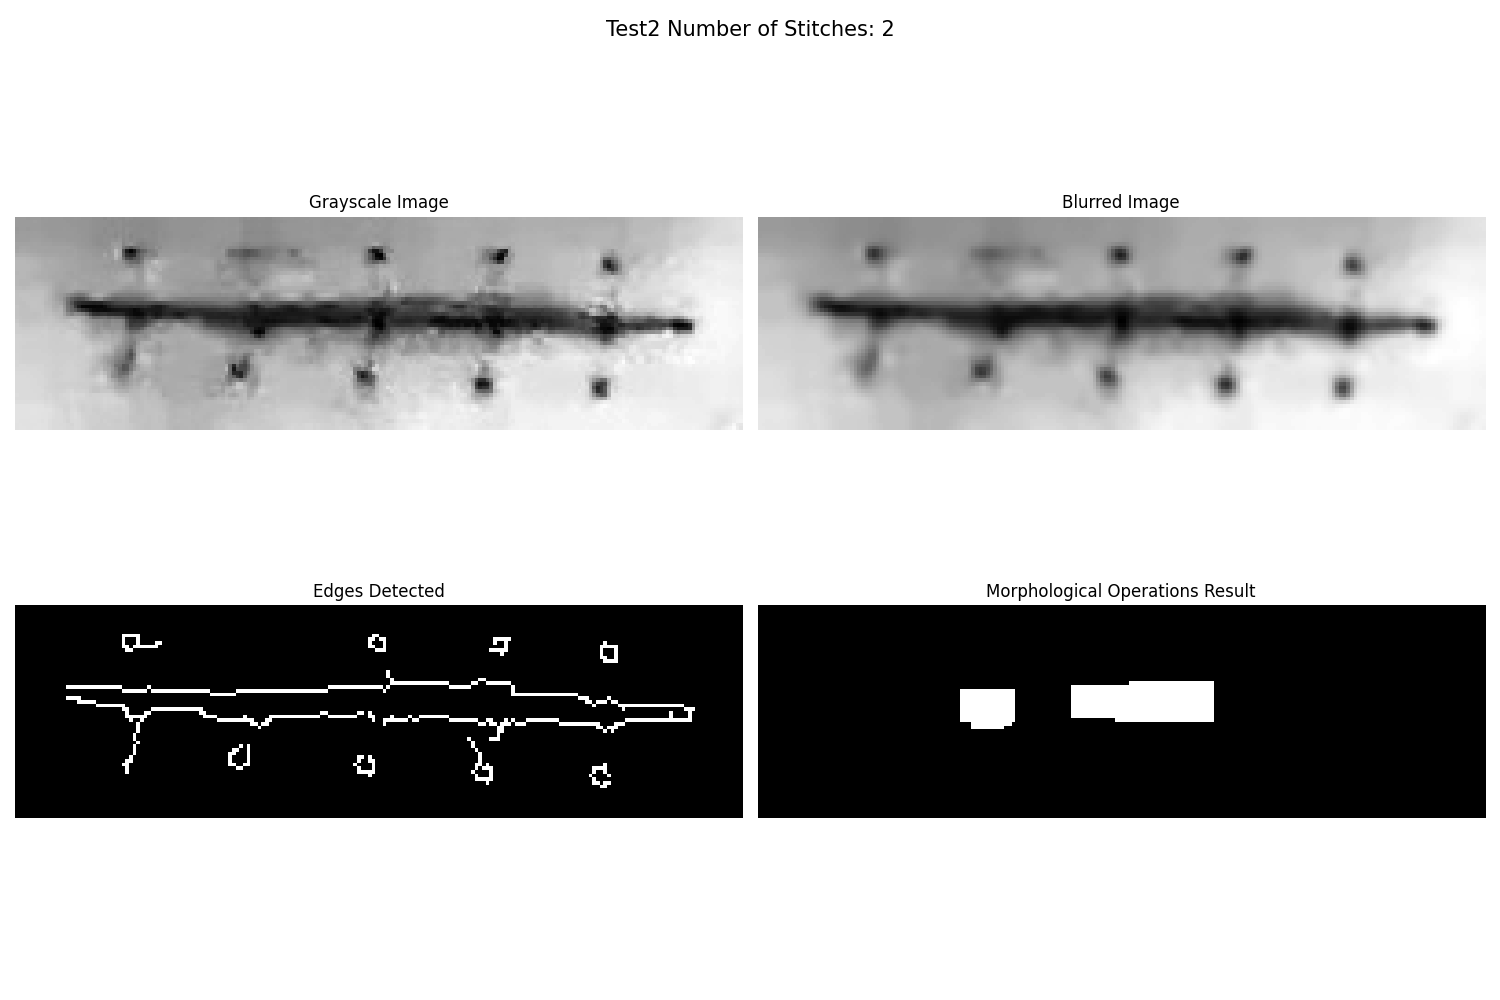 Test2 Number of Stitches: 2
Grayscale Image
Blurred Image
Edges Detected
Morphological Operations Result